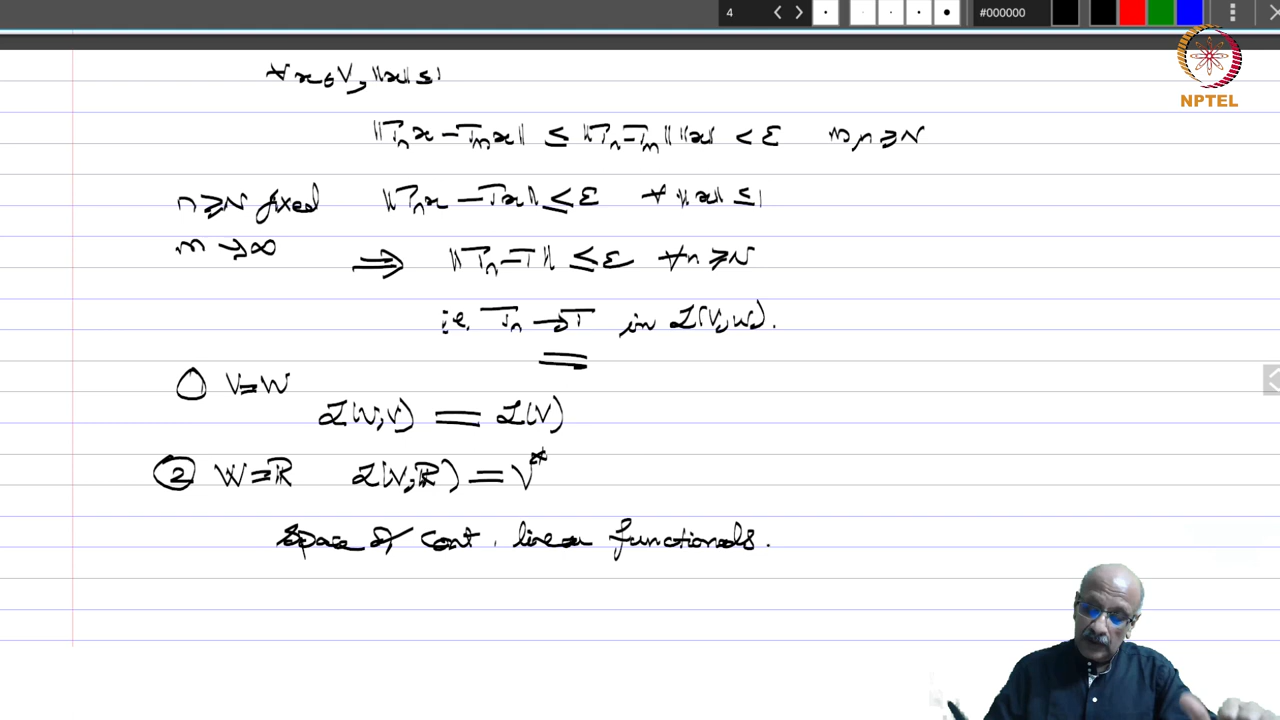 4 #000000
NPTEL
∀ x ∈ V, ‖x‖ ≤ 1
‖Tₙx − Tₘx‖ ≤ ‖Tₙ − Tₘ‖ ‖x‖ < ε m, n ≥ N
n ≥ N fixed ‖Tₙx − Tx‖ ≤ ε ∀ ‖x‖ ≤ 1
m → ∞ ⟹ ‖Tₙ − T‖ ≤ ε ∀ n ≥ N
i.e. Tₙ → T in ℒ(V, W).
① V = W
ℒ(V, V) = ℒ(V)
② W = ℝ ℒ(V, ℝ) = V*
space of cont. linear functionals.